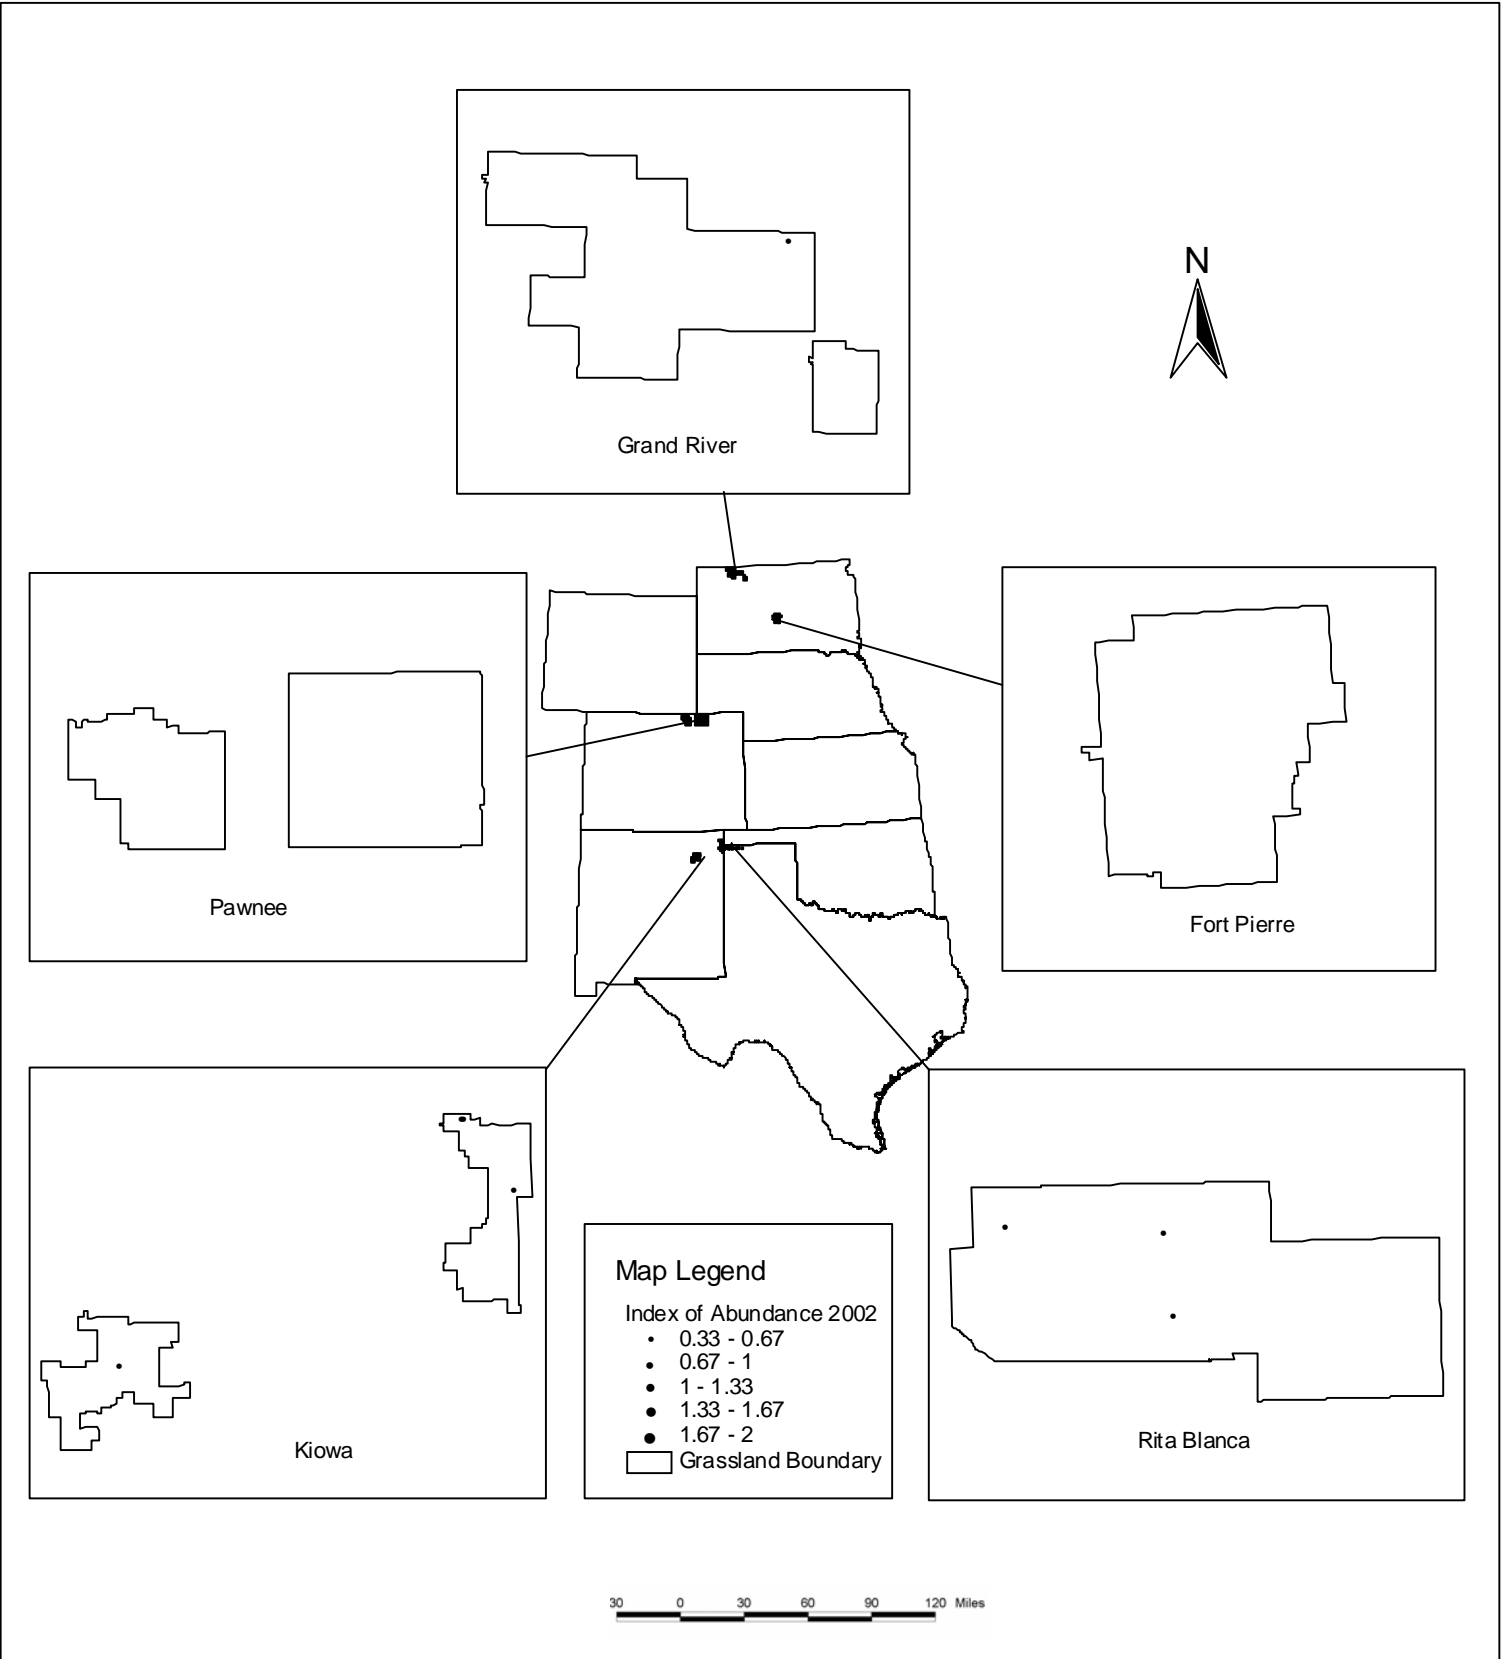 Grand River
N
Pawnee
Fort Pierre
Kiowa
Map Legend
Index of Abundance 2002
0.33 - 0.67
0.67 - 1
1 - 1.33
1.33 - 1.67
1.67 - 2
Grassland Boundary
Rita Blanca
30 0 30 60 90 120 Miles